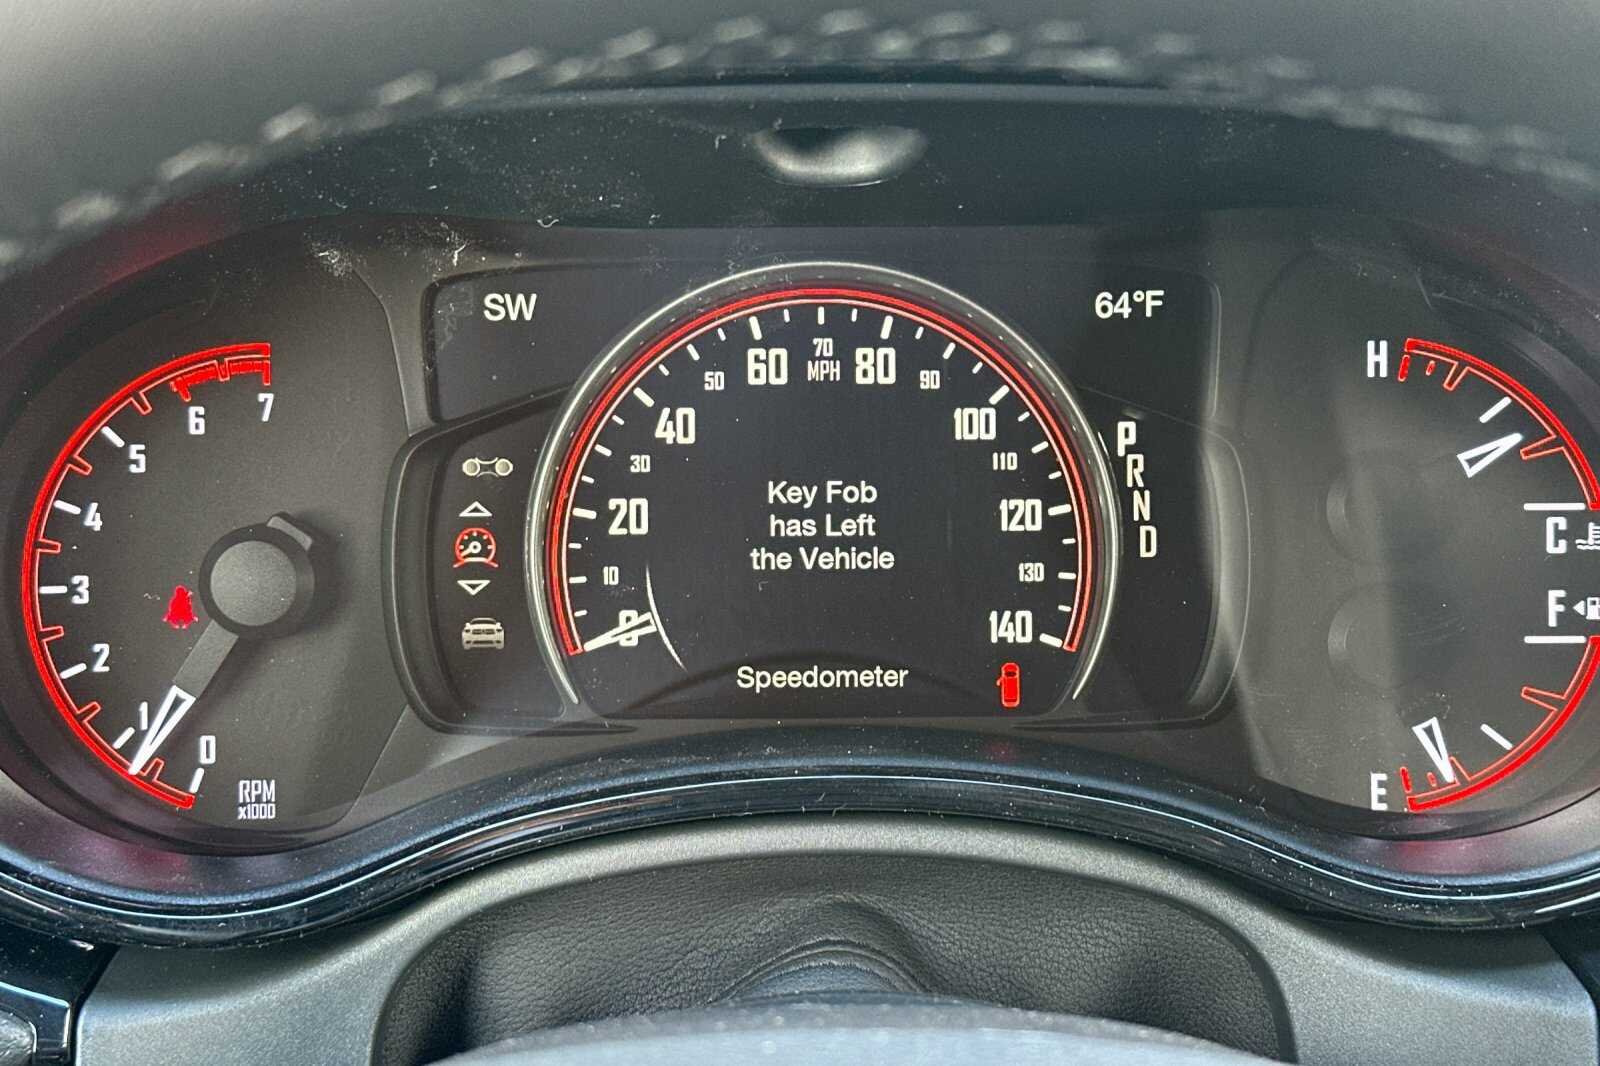 SW
64°F
60
70
MPH
80
50
90
40
100
30
110
20
120
10
130
0
140
Key Fob
has Left
the Vehicle
Speedometer
P
R
N
D
7
6
5
4
3
2
1
0
RPM
x1000
H
C
F
E